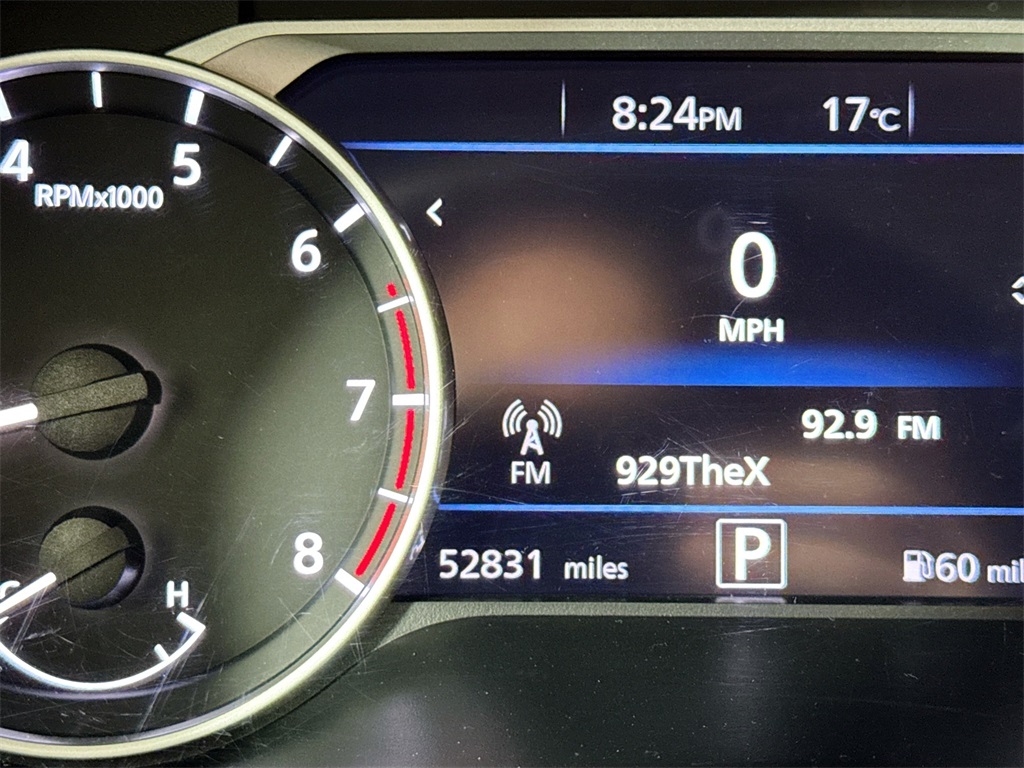 8:24PM 17°C
4 5
RPMx1000
6
<
0
MPH
7
92.9 FM
FM
929TheX
8
52831 miles
P
60
H